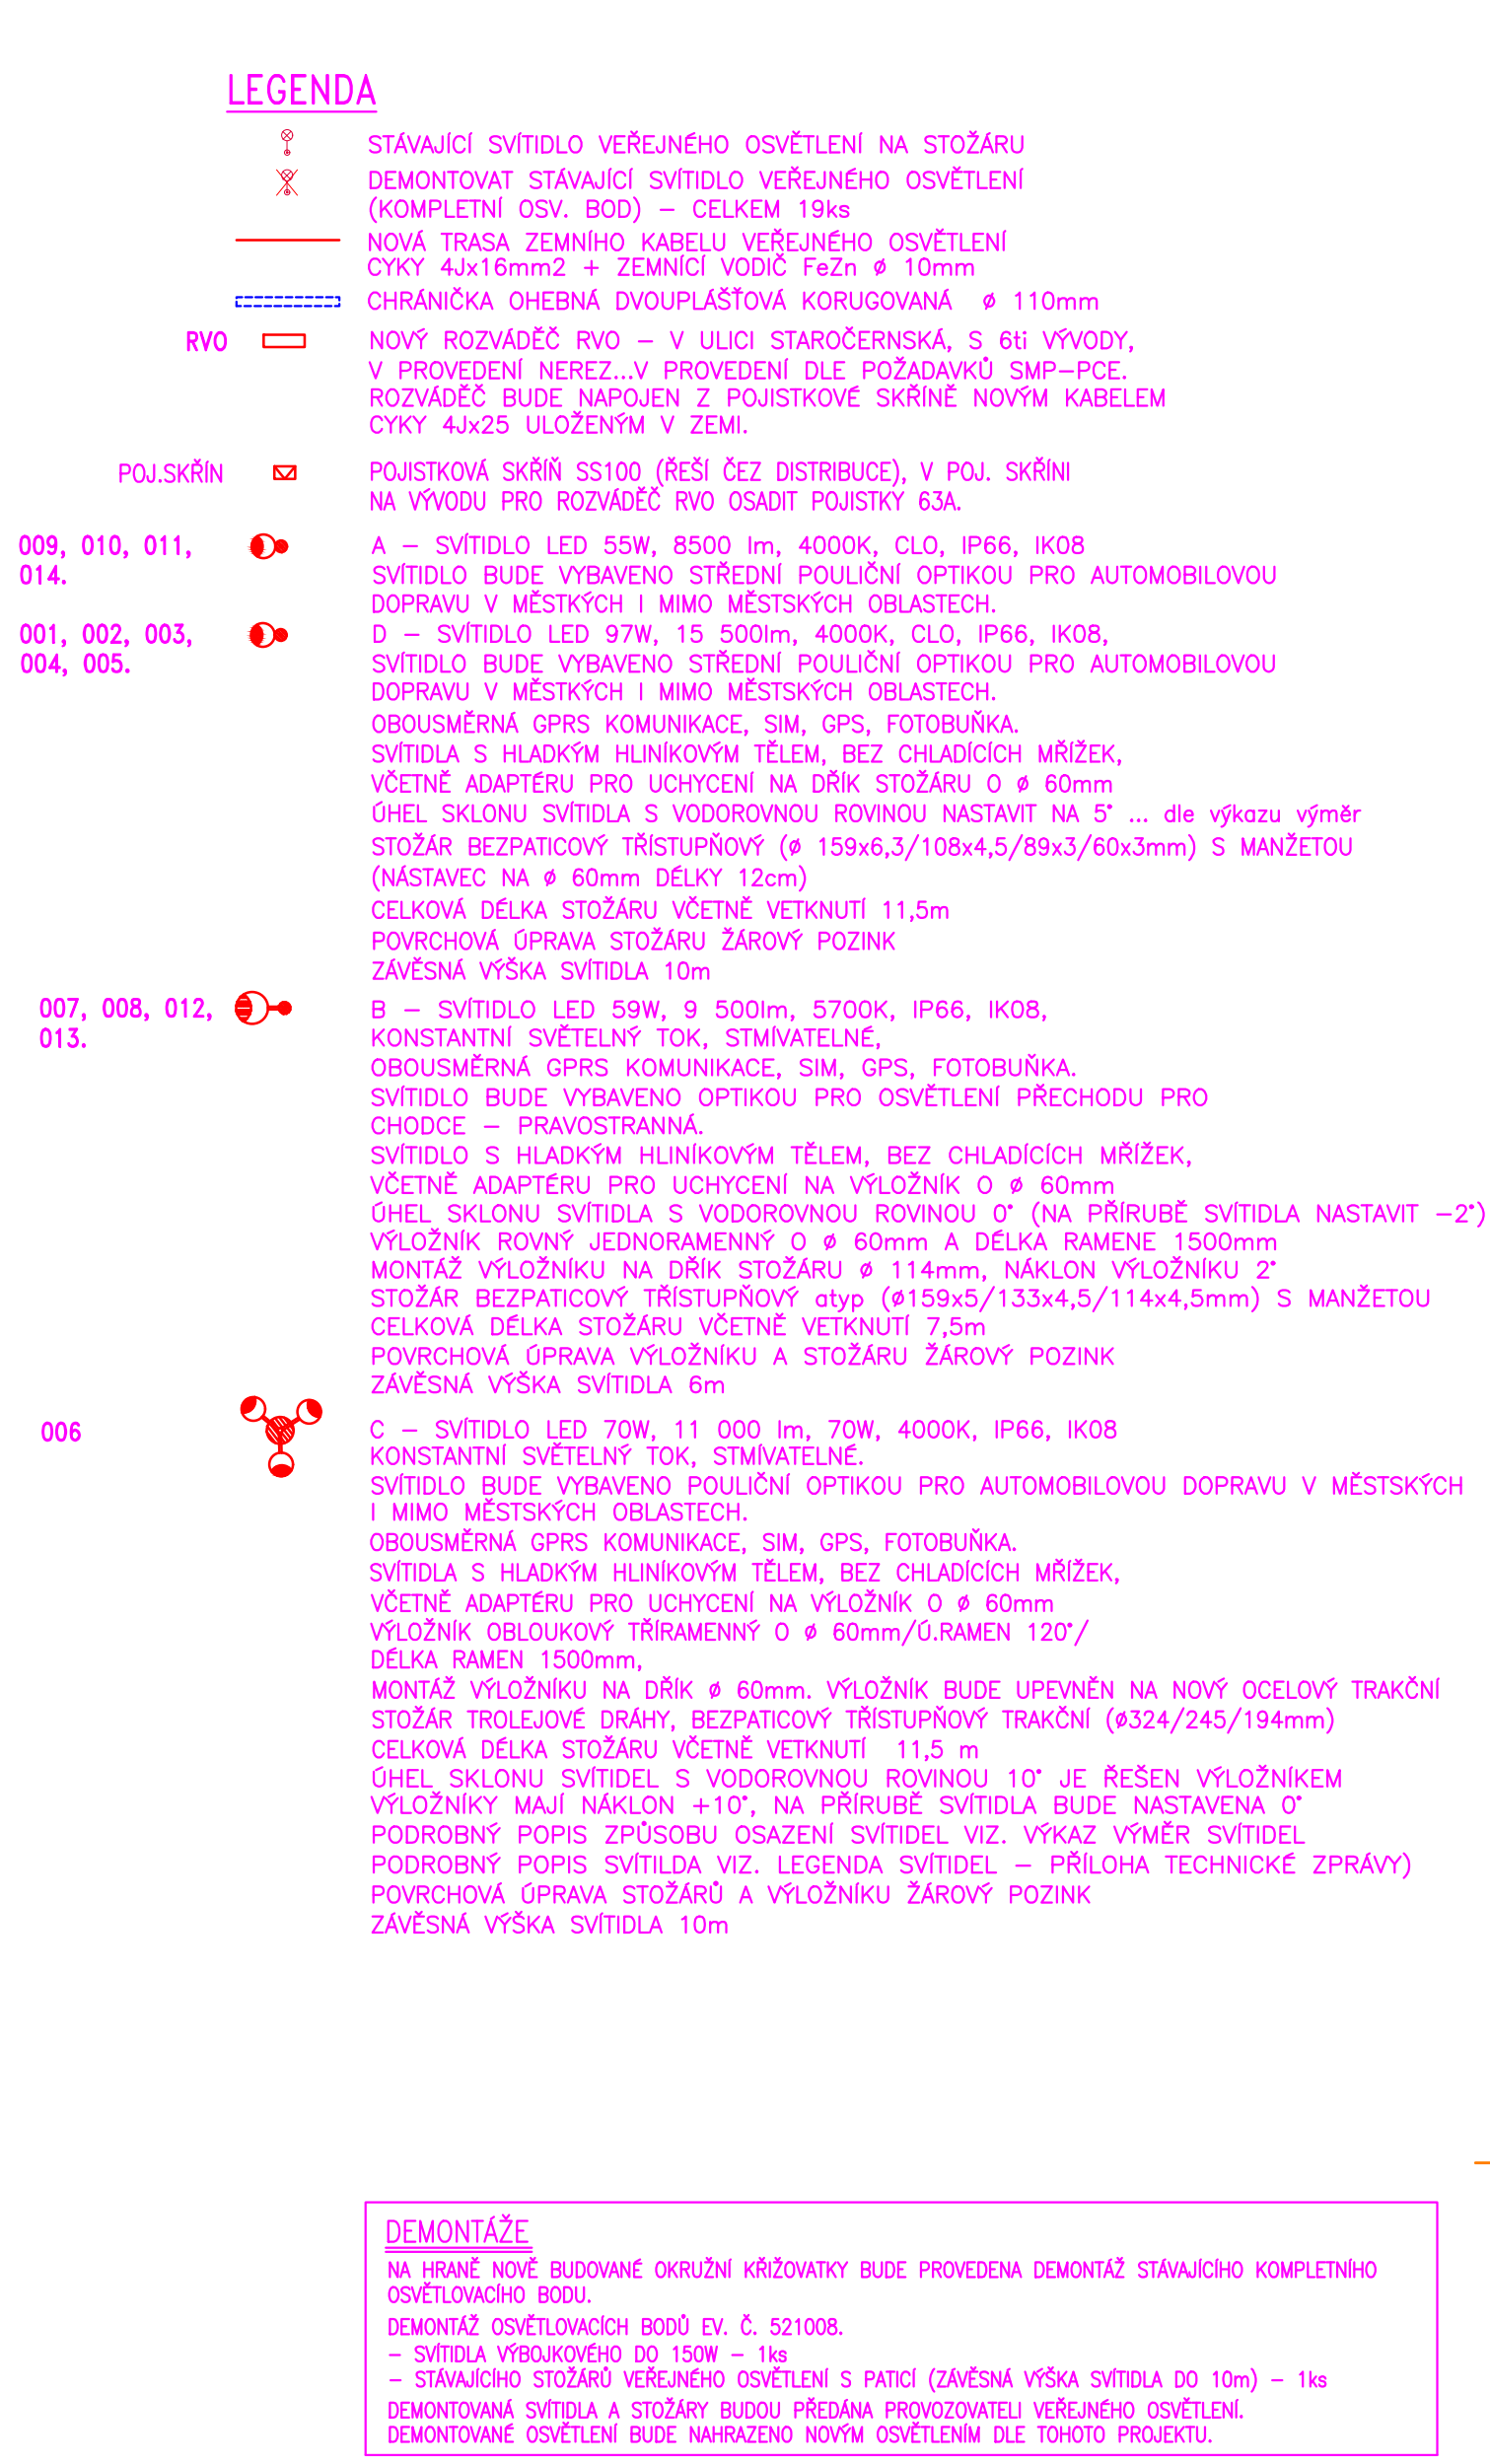 LEGENDA
STÁVAJÍCÍ SVÍTIDLO VEŘEJNÉHO OSVĚTLENÍ NA STOŽÁRU
DEMONTOVAT STÁVAJÍCÍ SVÍTIDLO VEŘEJNÉHO OSVĚTLENÍ
(KOMPLETNÍ OSV. BOD) – CELKEM 19ks
NOVÁ TRASA ZEMNÍHO KABELU VEŘEJNÉHO OSVĚTLENÍ
CYKY 4Jx16mm2 + ZEMNÍCÍ VODIČ FeZn ø 10mm
CHRÁNIČKA OHEBNÁ DVOUPLÁŠŤOVÁ KORUGOVANÁ ø 110mm
RVO NOVÝ ROZVÁDĚČ RVO – V ULICI STAROČERNSKÁ, S 6ti VÝVODY,
V PROVEDENÍ NEREZ...V PROVEDENÍ DLE POŽADAVKŮ SMP–PCE.
ROZVÁDĚČ BUDE NAPOJEN Z POJISTKOVÉ SKŘÍNĚ NOVÝM KABELEM
CYKY 4Jx25 ULOŽENÝM V ZEMI.
POJ.SKŘÍN POJISTKOVÁ SKŘÍŇ SS100 (ŘEŠÍ ČEZ DISTRIBUCE), V POJ. SKŘÍNI
NA VÝVODU PRO ROZVÁDĚČ RVO OSADIT POJISTKY 63A.
009, 010, 011, A – SVÍTIDLO LED 55W, 8500 lm, 4000K, CLO, IP66, IK08
014. SVÍTIDLO BUDE VYBAVENO STŘEDNÍ POULIČNÍ OPTIKOU PRO AUTOMOBILOVOU
DOPRAVU V MĚSTKÝCH I MIMO MĚSTSKÝCH OBLASTECH.
001, 002, 003, D – SVÍTIDLO LED 97W, 15 500lm, 4000K, CLO, IP66, IK08,
004, 005. SVÍTIDLO BUDE VYBAVENO STŘEDNÍ POULIČNÍ OPTIKOU PRO AUTOMOBILOVOU
DOPRAVU V MĚSTKÝCH I MIMO MĚSTSKÝCH OBLASTECH.
OBOUSMĚRNÁ GPRS KOMUNIKACE, SIM, GPS, FOTOBUŇKA.
SVÍTIDLA S HLADKÝM HLINÍKOVÝM TĚLEM, BEZ CHLADÍCÍCH MŘÍŽEK,
VČETNĚ ADAPTÉRU PRO UCHYCENÍ NA DŘÍK STOŽÁRU O ø 60mm
ÚHEL SKLONU SVÍTIDLA S VODOROVNOU ROVINOU NASTAVIT NA 5° ... dle výkazu výměr
STOŽÁR BEZPATICOVÝ TŘÍSTUPŇOVÝ (ø 159x6,3/108x4,5/89x3/60x3mm) S MANŽETOU
(NÁSTAVEC NA ø 60mm DÉLKY 12cm)
CELKOVÁ DÉLKA STOŽÁRU VČETNĚ VETKNUTÍ 11,5m
POVRCHOVÁ ÚPRAVA STOŽÁRU ŽÁROVÝ POZINK
ZÁVĚSNÁ VÝŠKA SVÍTIDLA 10m
007, 008, 012, B – SVÍTIDLO LED 59W, 9 500lm, 5700K, IP66, IK08,
013. KONSTANTNÍ SVĚTELNÝ TOK, STMÍVATELNÉ,
OBOUSMĚRNÁ GPRS KOMUNIKACE, SIM, GPS, FOTOBUŇKA.
SVÍTIDLO BUDE VYBAVENO OPTIKOU PRO OSVĚTLENÍ PŘECHODU PRO
CHODCE – PRAVOSTRANNÁ.
SVÍTIDLO S HLADKÝM HLINÍKOVÝM TĚLEM, BEZ CHLADÍCÍCH MŘÍŽEK,
VČETNĚ ADAPTÉRU PRO UCHYCENÍ NA VÝLOŽNÍK O ø 60mm
ÚHEL SKLONU SVÍTIDLA S VODOROVNOU ROVINOU 0° (NA PŘÍRUBĚ SVÍTIDLA NASTAVIT –2°)
VÝLOŽNÍK ROVNÝ JEDNORAMENNÝ O ø 60mm A DÉLKA RAMENE 1500mm
MONTÁŽ VÝLOŽNÍKU NA DŘÍK STOŽÁRU ø 114mm, NÁKLON VÝLOŽNÍKU 2°
STOŽÁR BEZPATICOVÝ TŘÍSTUPŇOVÝ atyp (ø159x5/133x4,5/114x4,5mm) S MANŽETOU
CELKOVÁ DÉLKA STOŽÁRU VČETNĚ VETKNUTÍ 7,5m
POVRCHOVÁ ÚPRAVA VÝLOŽNÍKU A STOŽÁRU ŽÁROVÝ POZINK
ZÁVĚSNÁ VÝŠKA SVÍTIDLA 6m
006 C – SVÍTIDLO LED 70W, 11 000 lm, 70W, 4000K, IP66, IK08
KONSTANTNÍ SVĚTELNÝ TOK, STMÍVATELNÉ.
SVÍTIDLO BUDE VYBAVENO POULIČNÍ OPTIKOU PRO AUTOMOBILOVOU DOPRAVU V MĚSTSKÝCH
I MIMO MĚSTSKÝCH OBLASTECH.
OBOUSMĚRNÁ GPRS KOMUNIKACE, SIM, GPS, FOTOBUŇKA.
SVÍTIDLA S HLADKÝM HLINÍKOVÝM TĚLEM, BEZ CHLADÍCÍCH MŘÍŽEK,
VČETNĚ ADAPTÉRU PRO UCHYCENÍ NA VÝLOŽNÍK O ø 60mm
VÝLOŽNÍK OBLOUKOVÝ TŘÍRAMENNÝ O ø 60mm/Ú.RAMEN 120°/
DÉLKA RAMEN 1500mm,
MONTÁŽ VÝLOŽNÍKU NA DŘÍK ø 60mm. VÝLOŽNÍK BUDE UPEVNĚN NA NOVÝ OCELOVÝ TRAKČNÍ
STOŽÁR TROLEJOVÉ DRÁHY, BEZPATICOVÝ TŘÍSTUPŇOVÝ TRAKČNÍ (ø324/245/194mm)
CELKOVÁ DÉLKA STOŽÁRU VČETNĚ VETKNUTÍ 11,5 m
ÚHEL SKLONU SVÍTIDEL S VODOROVNOU ROVINOU 10° JE ŘEŠEN VÝLOŽNÍKEM
VÝLOŽNÍKY MAJÍ NÁKLON +10°, NA PŘÍRUBĚ SVÍTIDLA BUDE NASTAVENA 0°
PODROBNÝ POPIS ZPŮSOBU OSAZENÍ SVÍTIDEL VIZ. VÝKAZ VÝMĚR SVÍTIDEL
PODROBNÝ POPIS SVÍTILDA VIZ. LEGENDA SVÍTIDEL – PŘÍLOHA TECHNICKÉ ZPRÁVY)
POVRCHOVÁ ÚPRAVA STOŽÁRŮ A VÝLOŽNÍKU ŽÁROVÝ POZINK
ZÁVĚSNÁ VÝŠKA SVÍTIDLA 10m
DEMONTÁŽE
NA HRANĚ NOVĚ BUDOVANÉ OKRUŽNÍ KŘIŽOVATKY BUDE PROVEDENA DEMONTÁŽ STÁVAJÍCÍHO KOMPLETNÍHO
OSVĚTLOVACÍHO BODU.
DEMONTÁŽ OSVĚTLOVACÍCH BODŮ EV. Č. 521008.
– SVÍTIDLA VÝBOJKOVÉHO DO 150W – 1ks
– STÁVAJÍCÍHO STOŽÁRŮ VEŘEJNÉHO OSVĚTLENÍ S PATICÍ (ZÁVĚSNÁ VÝŠKA SVÍTIDLA DO 10m) – 1ks
DEMONTOVANÁ SVÍTIDLA A STOŽÁRY BUDOU PŘEDÁNA PROVOZOVATELI VEŘEJNÉHO OSVĚTLENÍ.
DEMONTOVANÉ OSVĚTLENÍ BUDE NAHRAZENO NOVÝM OSVĚTLENÍM DLE TOHOTO PROJEKTU.